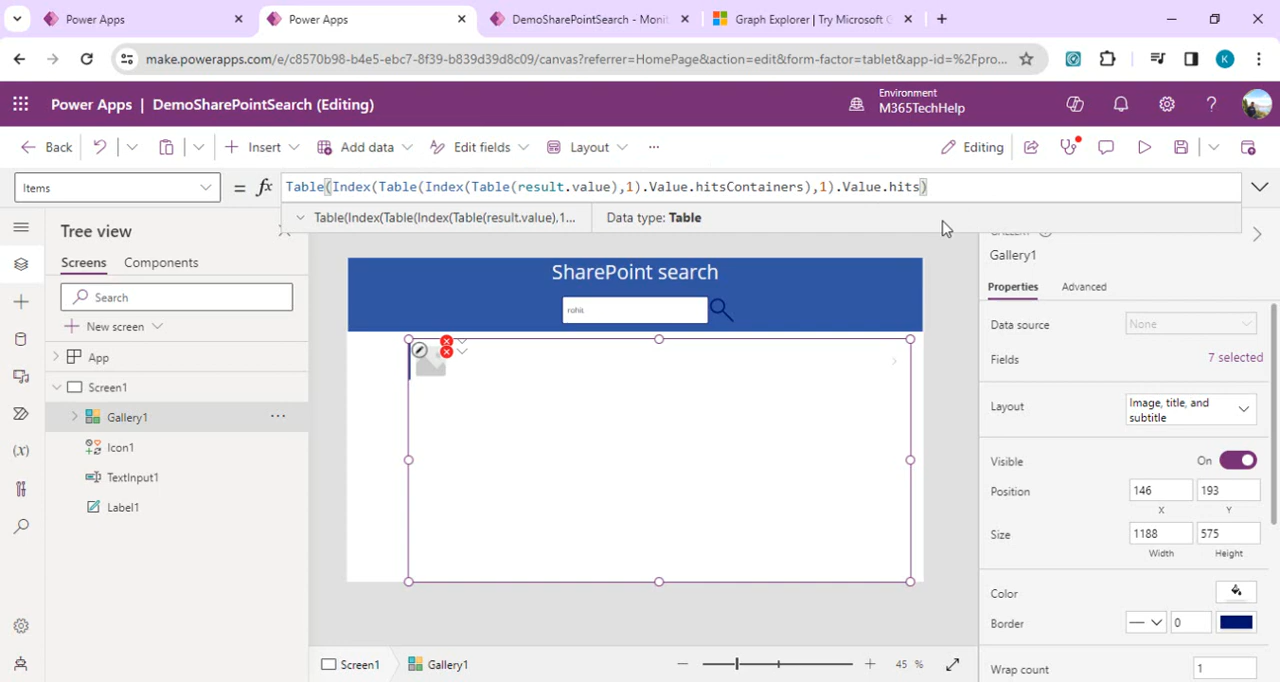 Power Apps
Power Apps
DemoSharePointSearch - Moni
Graph Explorer | Try Microsoft G
make.powerapps.com/e/c8570b98-b4e5-ebc7-8f39-b839d39d8c09/canvas?referrer=HomePage&action=edit&form-factor=tablet&app-id=%2Fpro...
K
Power Apps | DemoSharePointSearch (Editing)
Environment
M365TechHelp
Back
Insert
Add data
Edit fields
Layout
...
Editing
Items
= fx
Table(Index(Table(Index(Table(result.value),1).Value.hitsContainers),1).Value.hits)
Table(Index(Table(Index(Table(result.value),1...
Data type: Table
Tree view
Screens
Components
Search
New screen
App
Screen1
Gallery1
Icon1
TextInput1
Label1
SharePoint search
rohit
Gallery1
Properties
Advanced
Data source
None
Fields
7 selected
Layout
Image, title, and
subtitle
Visible
On
Position
146
193
X
Y
Size
1188
575
Width
Height
Color
Border
0
Wrap count
1
Screen1
Gallery1
45 %